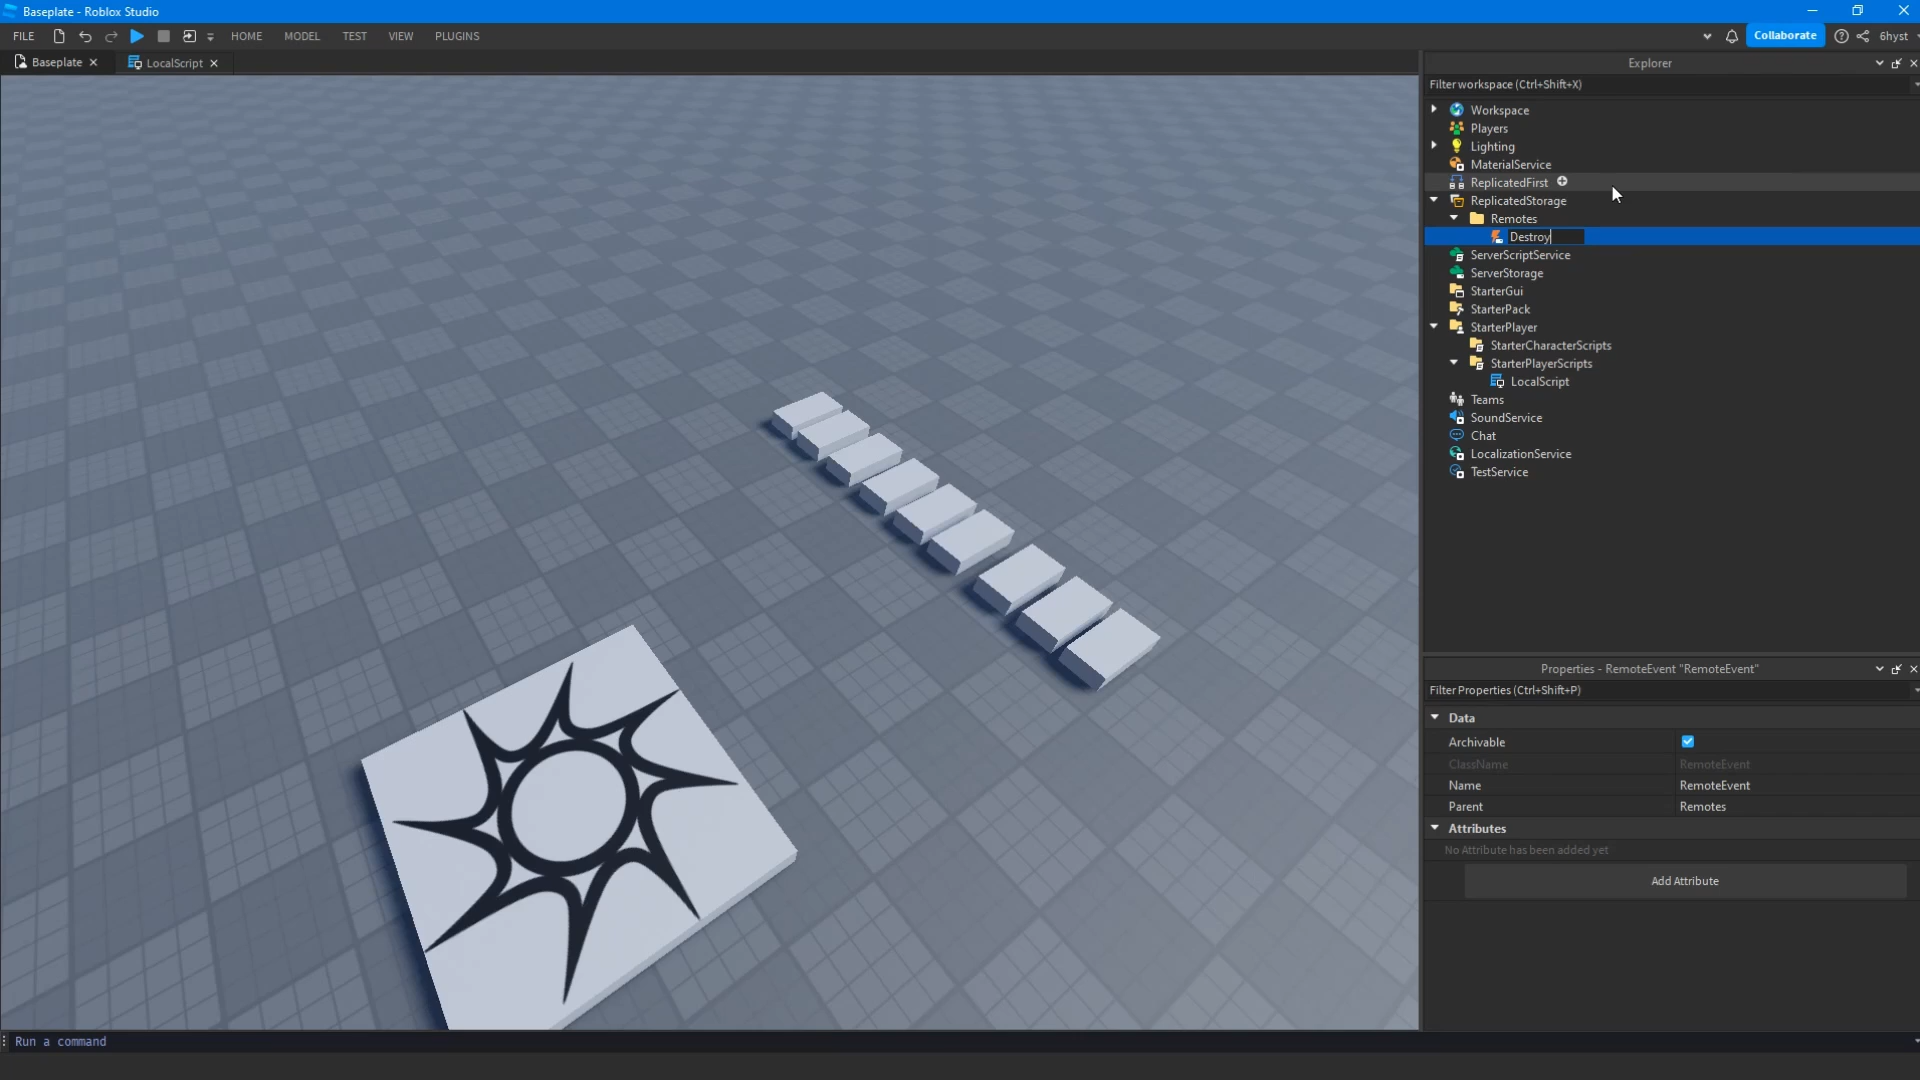 Baseplate - Roblox Studio
FILE
HOME
MODEL
TEST
VIEW
PLUGINS
Collaborate
6hyst
Baseplate
LocalScript
Explorer
Filter workspace (Ctrl+Shift+X)
Workspace
Players
Lighting
MaterialService
ReplicatedFirst
ReplicatedStorage
Remotes
Destroy
ServerScriptService
ServerStorage
StarterGui
StarterPack
StarterPlayer
StarterCharacterScripts
StarterPlayerScripts
LocalScript
Teams
SoundService
Chat
LocalizationService
TestService
Properties - RemoteEvent "RemoteEvent"
Filter Properties (Ctrl+Shift+P)
Data
Archivable
ClassName RemoteEvent
Name RemoteEvent
Parent Remotes
Attributes
No Attribute has been added yet
Add Attribute
Run a command